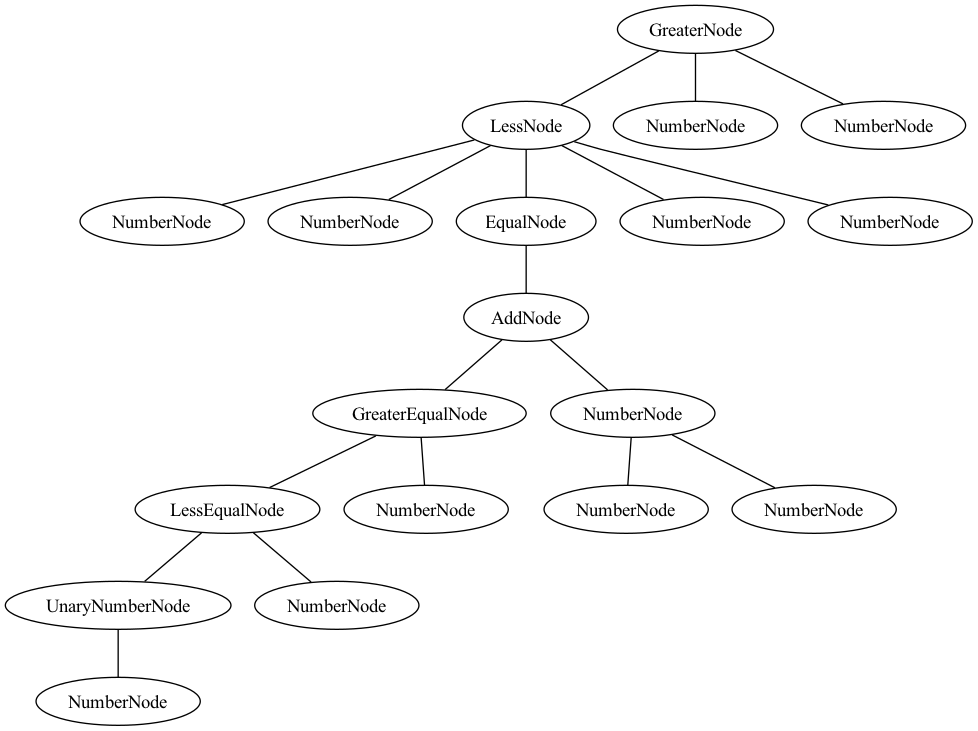 GreaterNode
LessNode NumberNode NumberNode
NumberNode NumberNode EqualNode NumberNode NumberNode
AddNode
GreaterEqualNode NumberNode
LessEqualNode NumberNode NumberNode NumberNode
UnaryNumberNode NumberNode
NumberNode